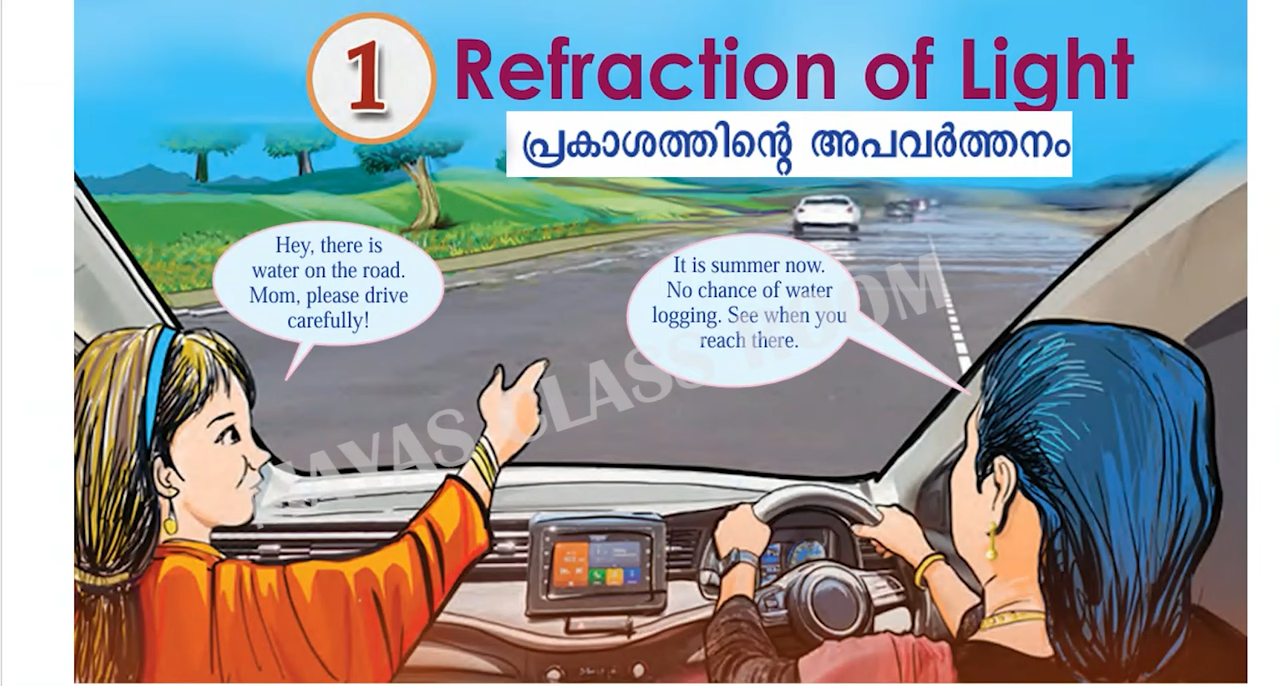 1 Refraction of Light
പ്രകാശത്തിന്റെ അപവർത്തനം
Hey, there is
water on the road.
Mom, please drive
carefully!
It is summer now.
No chance of water
logging. See when you
reach there.